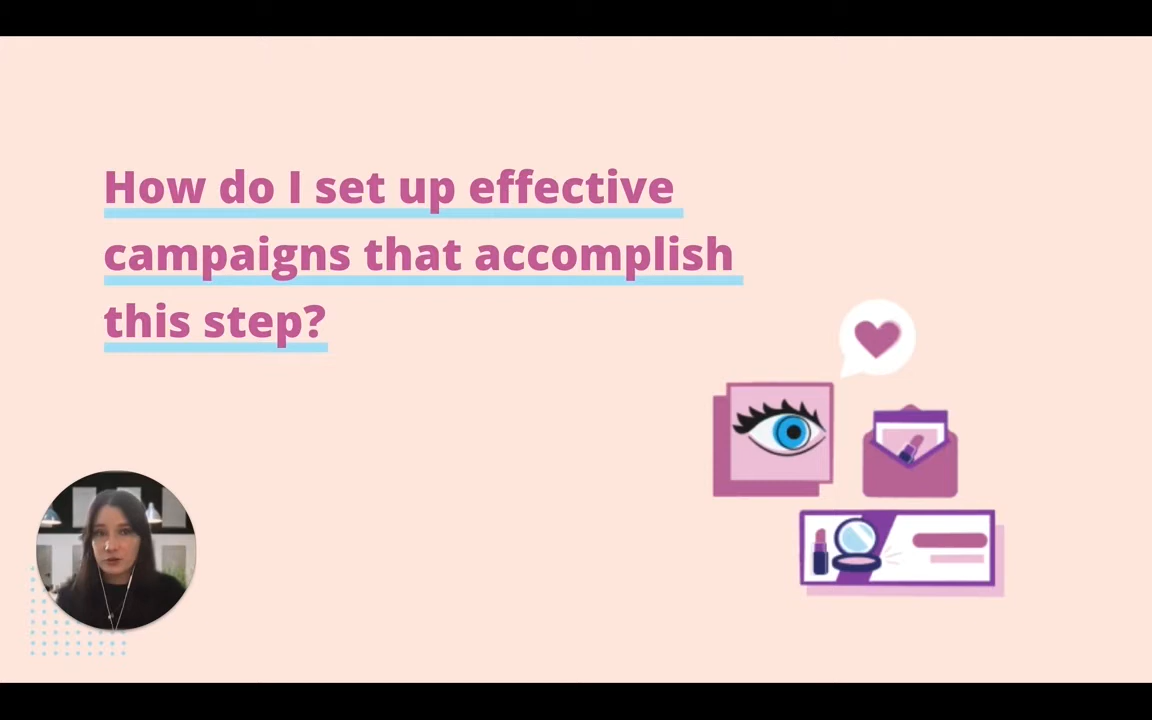 How do I set up effective
campaigns that accomplish
this step?